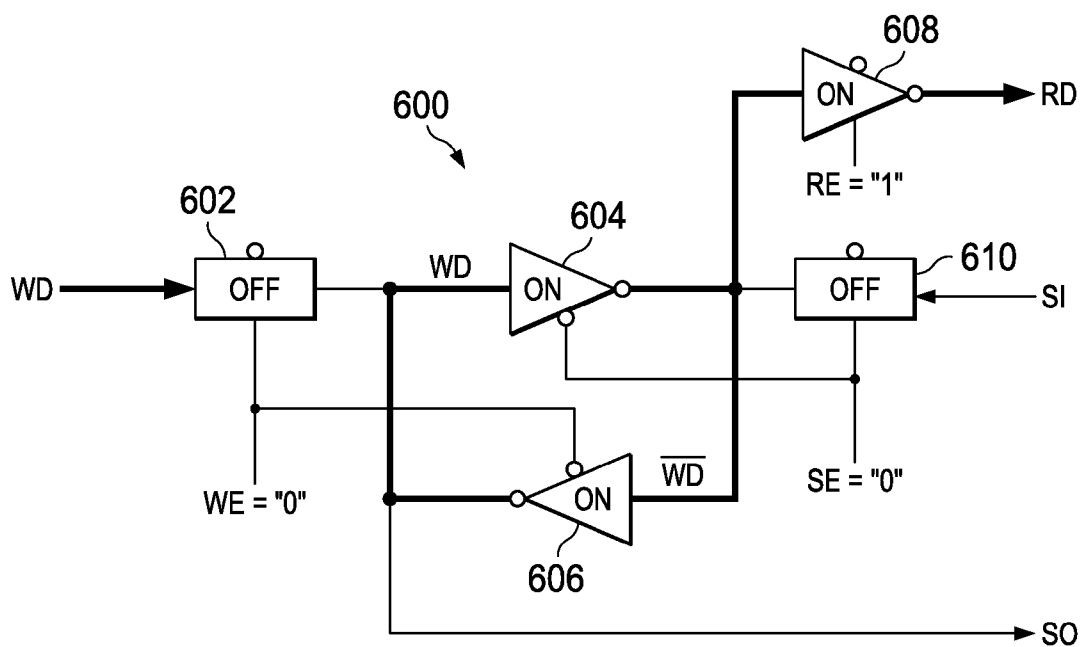 608
ON
RD
600
RE = "1"
602
604
WD
OFF
WD
ON
OFF
610
SI
WD
WE = "0"
ON
SE = "0"
606
SO